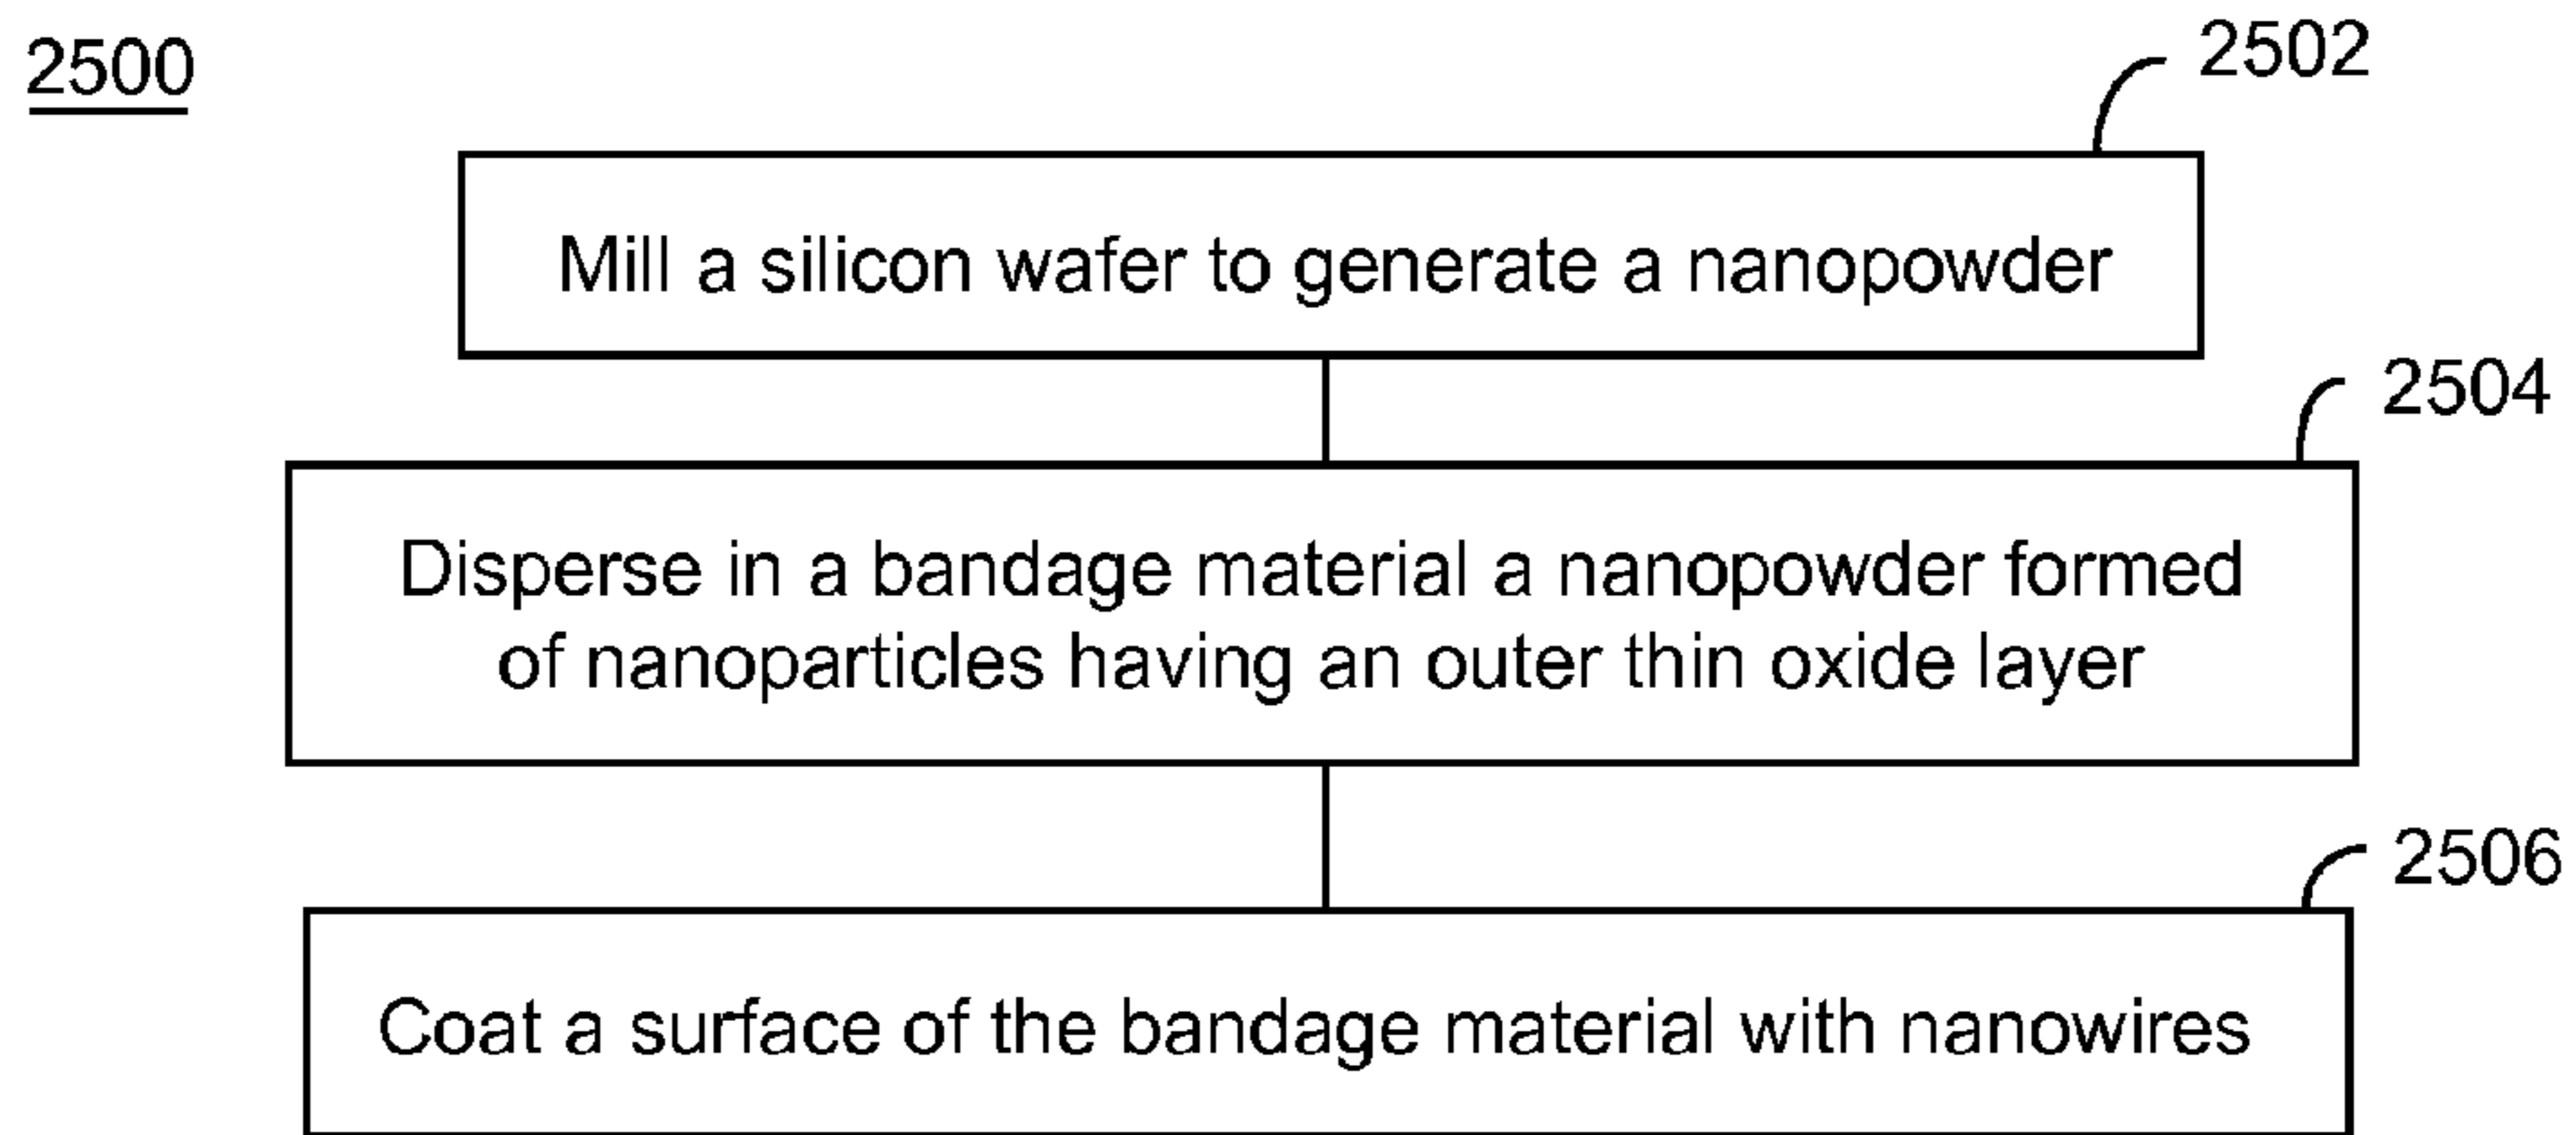 2500
2502
Mill a silicon wafer to generate a nanopowder
2504
Disperse in a bandage material a nanopowder formed
of nanoparticles having an outer thin oxide layer
2506
Coat a surface of the bandage material with nanowires